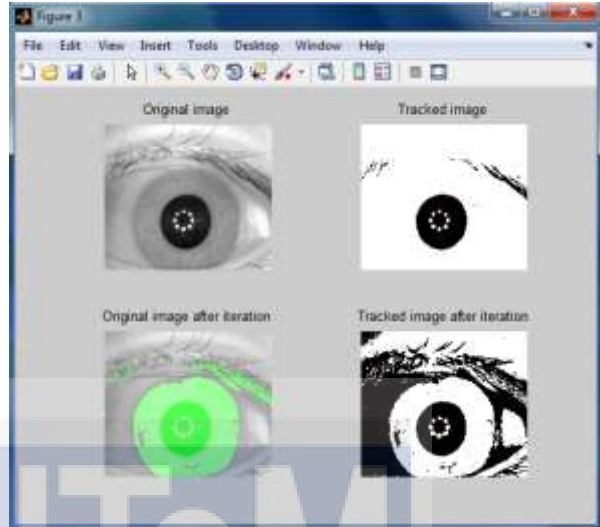 Figure 1
File Edit View Insert Tools Desktop Window Help
Original image
Tracked image
Original image after iteration
Tracked image after iteration